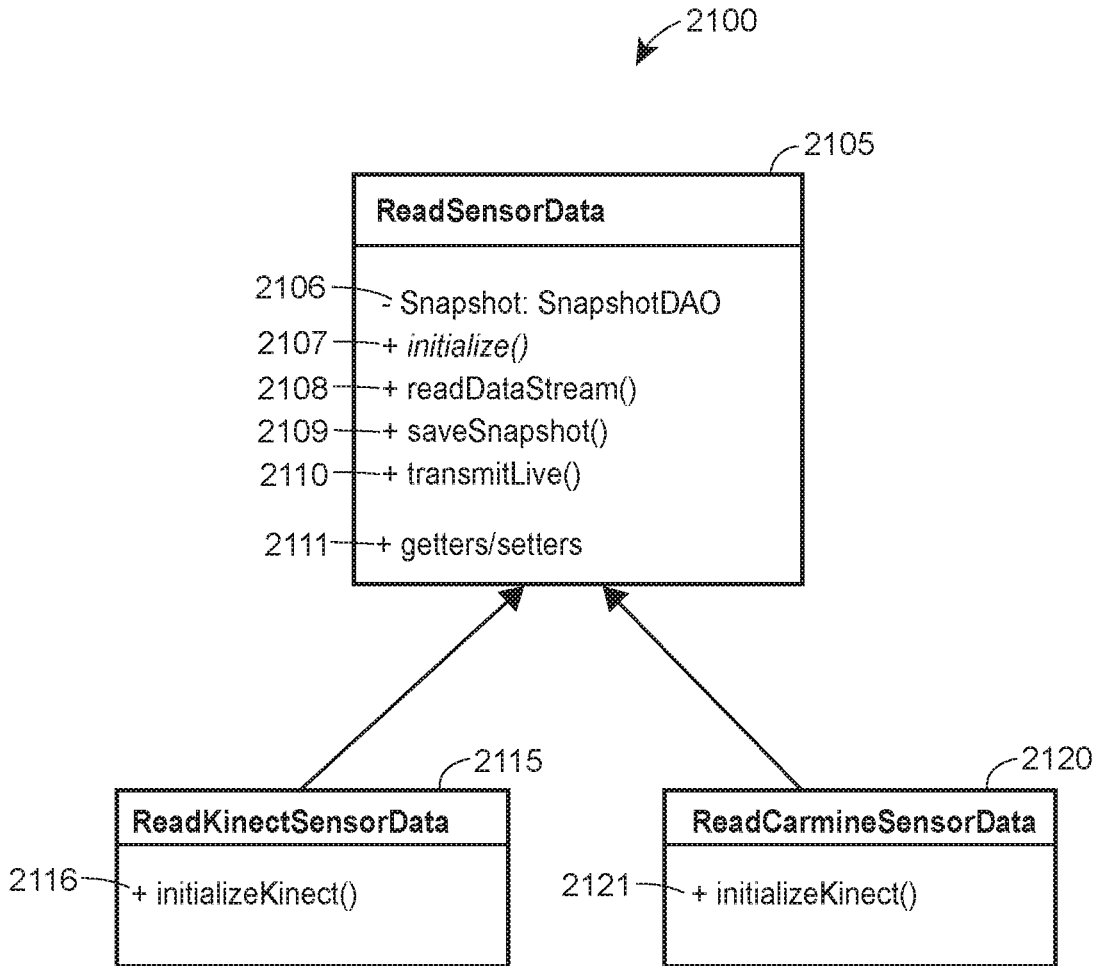 2100
2105
ReadSensorData
2106 - Snapshot: SnapshotDAO
2107 + initialize()
2108 + readDataStream()
2109 + saveSnapshot()
2110 + transmitLive()
2111 + getters/setters
2115
ReadKinectSensorData
2116 + initializeKinect()
2120
ReadCarmineSensorData
2121 + initializeKinect()